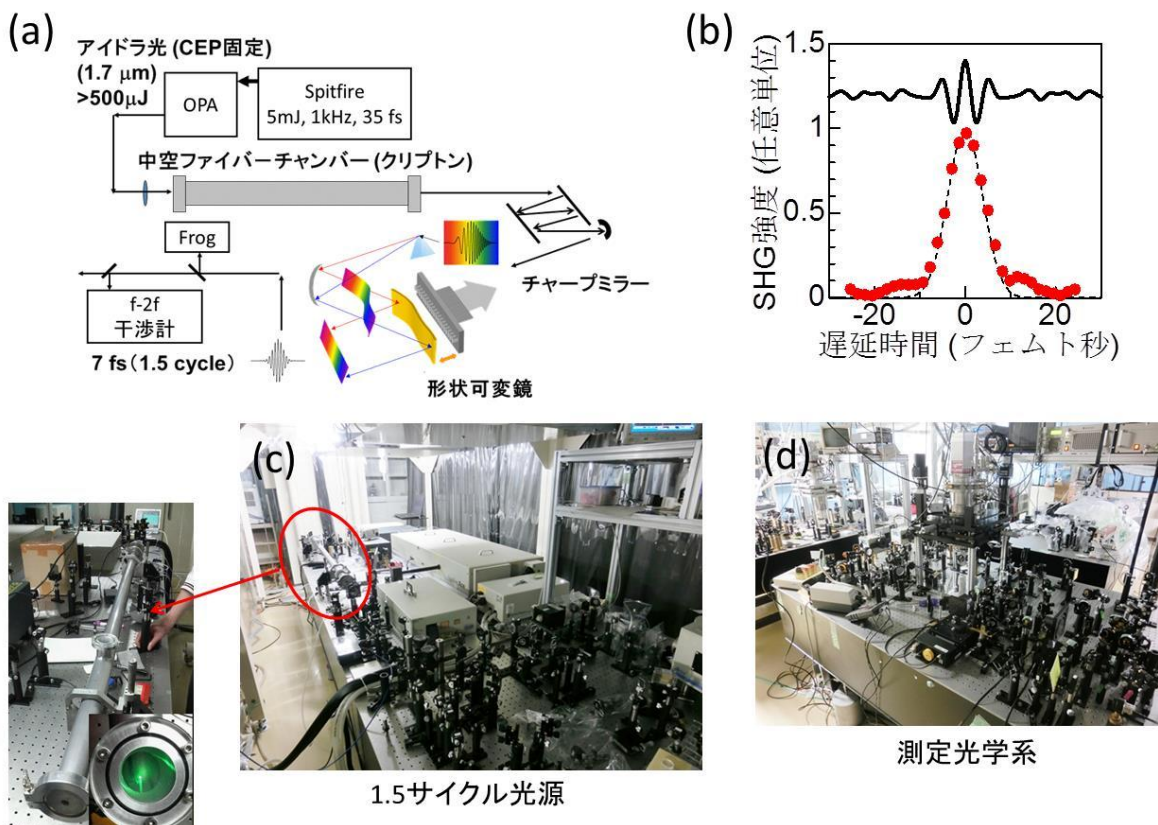 (a)
アイドラ光 (CEP固定)
(1.7 μm)
>500μJ
OPA
Spitfire
5mJ, 1kHz, 35 fs
中空ファイバーチャンバー (クリプトン)
Frog
f-2f
干渉計
7 fs (1.5 cycle)
チャープミラー
形状可変鏡
(b)
SHG強度 (任意単位)
1.5
1
0.5
0
-20
0
20
遅延時間 (フェムト秒)
(c)
1.5サイクル光源
(d)
測定光学系